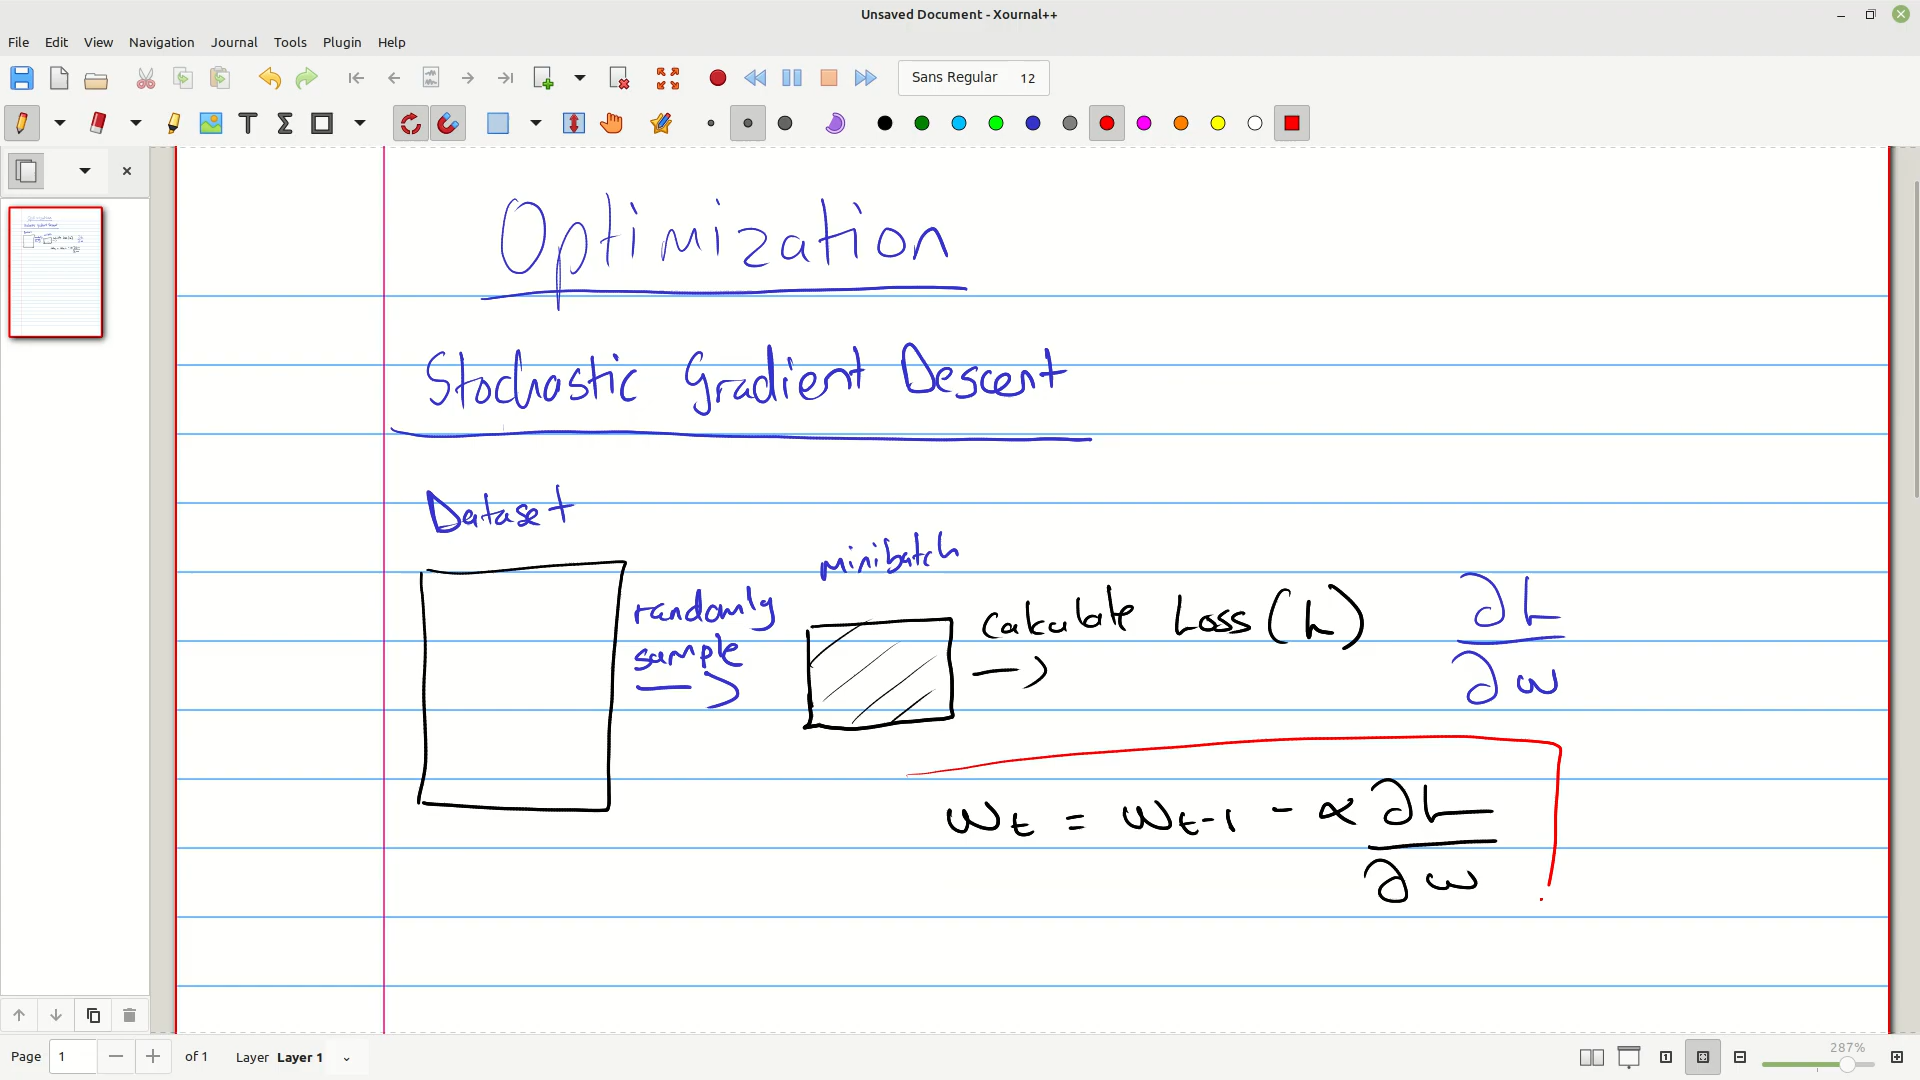 Unsaved Document - Xournal++
File Edit View Navigation Journal Tools Plugin Help
Sans Regular 12
Optimization
Stochastic Gradient Descent
Dataset
minibatch
randomly
sample
calculate Loss (L)
∂L
∂w
w_t = w_{t-1} - α ∂L
∂w
Page 1 of 1 Layer Layer 1
287%